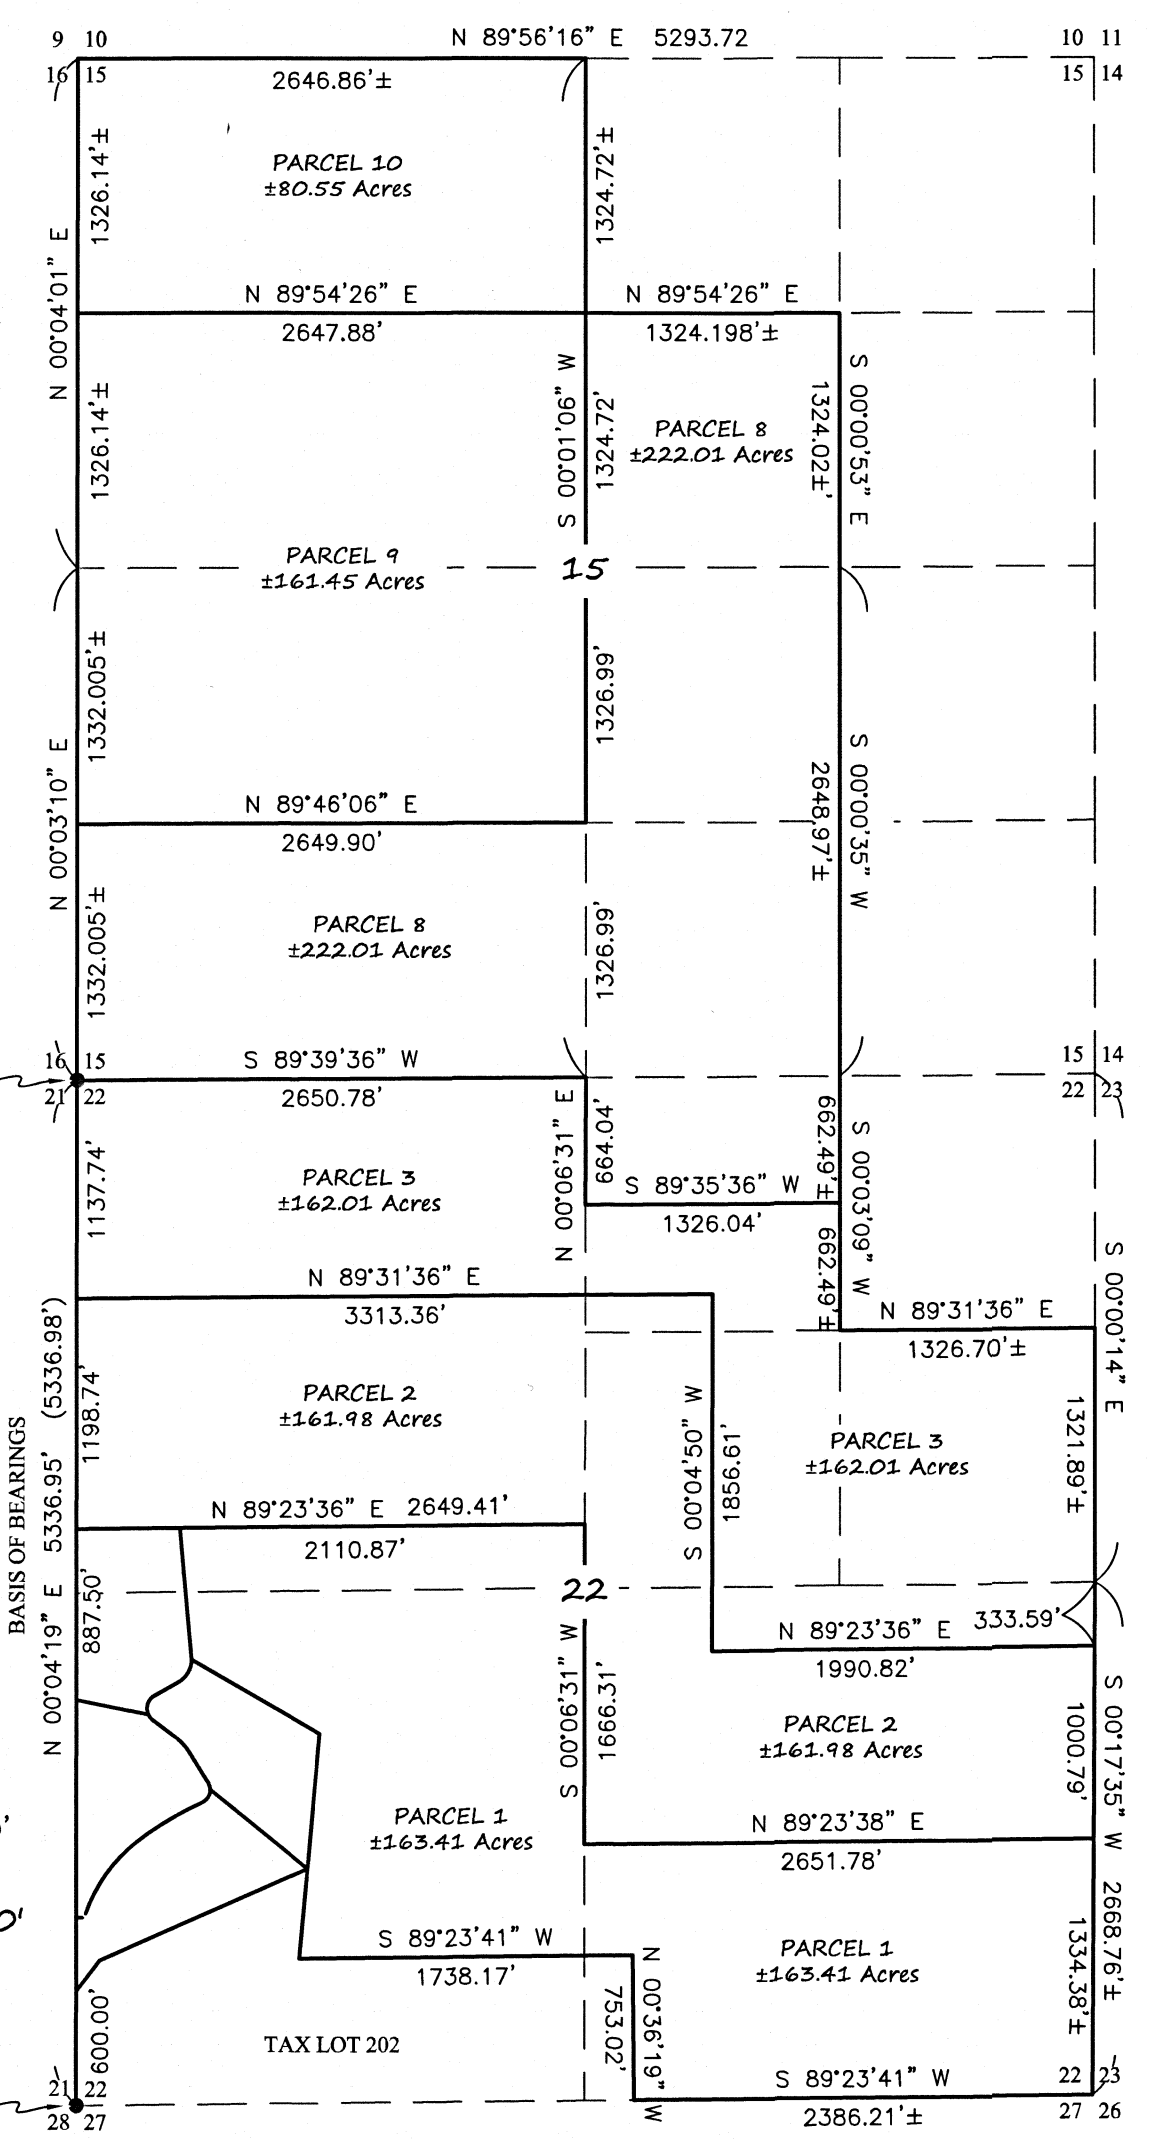 9 10
N 89°56'16" E 5293.72
10 11
16 15
2646.86'±
15 14
1326.14'±
PARCEL 10
±80.55 Acres
1324.72'±
N 00°04'01" E
N 89°54'26" E
N 89°54'26" E
2647.88'
1324.198'±
1326.14'±
S 00°01'06" W
1324.72'
PARCEL 8
±222.01 Acres
1324.02±'
S 00°00'53" E
PARCEL 9
±161.45 Acres
15
1332.005'±
1326.99'
N 00°03'10" E
N 89°46'06" E
2649.90'
2648.97'±
S 00°00'35" W
1332.005'±
PARCEL 8
±222.01 Acres
1326.99'
16 15
S 89°39'36" W
15 14
21 22
2650.78'
22 23
1137.74'
PARCEL 3
±162.01 Acres
N 00°06'31" E
664.04'
S 89°35'36" W
1326.04'
662.49'±
S 00°03'09" W
662.49'±
N 89°31'36" E
3313.36'
N 89°31'36" E
1326.70'±
S 00°00'14" E
BASIS OF BEARINGS
N 00°04'19" E 5336.95' (5336.98')
1198.74'
PARCEL 2
±161.98 Acres
S 00°04'50" W
1856.61'
PARCEL 3
±162.01 Acres
1321.89'±
N 89°23'36" E 2649.41'
2110.87'
887.50'
22
333.59'
N 89°23'36" E
1990.82'
S 00°06'31" W
1666.31'
PARCEL 2
±161.98 Acres
1000.79'
S 00°17'35" W 2668.76'±
PARCEL 1
±163.41 Acres
N 89°23'38" E
2651.78'
S 89°23'41" W
1738.17'
N 00°36'19" W
753.02'
PARCEL 1
±163.41 Acres
1334.38'±
600.00'
TAX LOT 202
21 22
S 89°23'41" W
22 23
28 27
2386.21'±
27 26